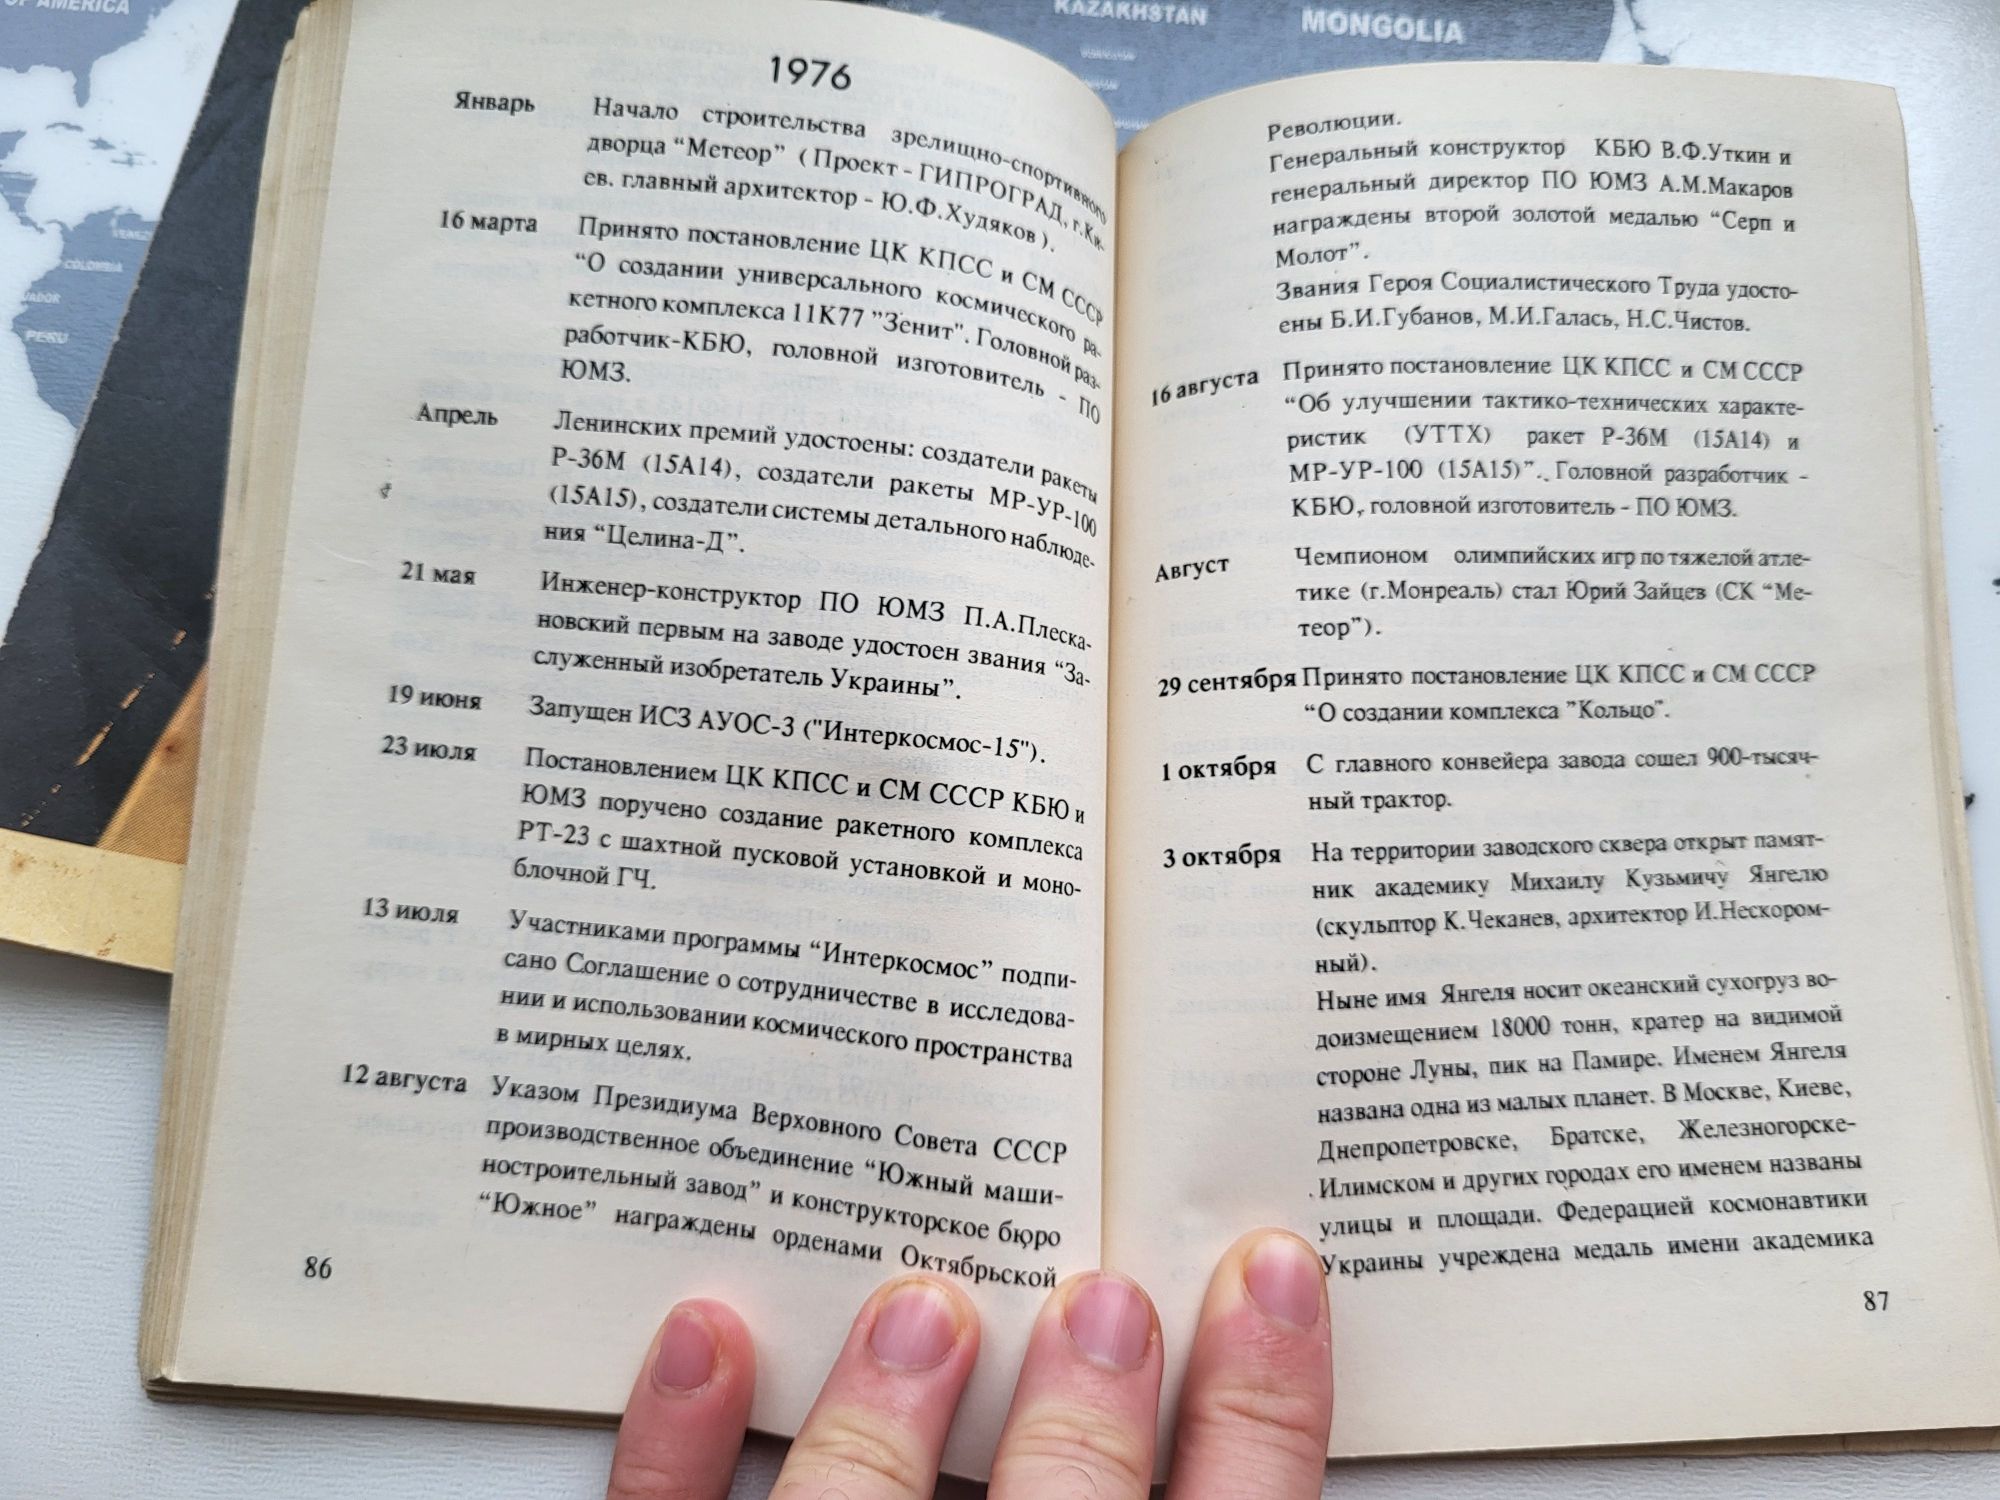 OF AMERICA
COLOMBIA
PERU
KAZAKHSTAN
MONGOLIA
1976
Январь Начало строительства зрелищно-спортивного
дворца “Метеор” ( Проект - ГИПРОГРАД, г.Ки-
ев. главный архитектор - Ю.Ф.Худяков ).
16 марта Принято постановление ЦК КПСС и СМ СССР
“О создании универсального космического ра-
кетного комплекса 11К77 "Зенит". Головной раз-
работчик-КБЮ, головной изготовитель - ПО
ЮМЗ.
Апрель Ленинских премий удостоены: создатели ракеты
Р-36М (15А14), создатели ракеты МР-УР-100
(15А15), создатели системы детального наблюде-
ния “Целина-Д”.
21 мая Инженер-конструктор ПО ЮМЗ П.А.Плеска-
новский первым на заводе удостоен звания “За-
служенный изобретатель Украины”.
19 июня Запущен ИСЗ АУОС-3 ("Интеркосмос-15").
23 июля Постановлением ЦК КПСС и СМ СССР КБЮ и
ЮМЗ поручено создание ракетного комплекса
РТ-23 с шахтной пусковой установкой и моно-
блочной ГЧ.
13 июля Участниками программы “Интеркосмос” подпи-
сано Соглашение о сотрудничестве в исследова-
нии и использовании космического пространства
в мирных целях.
12 августа Указом Президиума Верховного Совета СССР
производственное объединение “Южный маши-
ностроительный завод” и конструкторское бюро
“Южное” награждены орденами Октябрьской
86
Революции.
Генеральный конструктор КБЮ В.Ф.Уткин и
генеральный директор ПО ЮМЗ А.М.Макаров
награждены второй золотой медалью “Серп и
Молот”.
Звания Героя Социалистического Труда удосто-
ены Б.И.Губанов, М.И.Галась, Н.С.Чистов.
16 августа Принято постановление ЦК КПСС и СМ СССР
“Об улучшении тактико-технических характе-
ристик (УТТХ) ракет Р-36М (15А14) и
МР-УР-100 (15А15)”. Головной разработчик -
КБЮ, головной изготовитель - ПО ЮМЗ.
Август Чемпионом олимпийских игр по тяжелой атле-
тике (г.Монреаль) стал Юрий Зайцев (СК “Ме-
теор”).
29 сентября Принято постановление ЦК КПСС и СМ СССР
“О создании комплекса "Кольцо".
1 октября С главного конвейера завода сошел 900-тысяч-
ный трактор.
3 октября На территории заводского сквера открыт памят-
ник академику Михаилу Кузьмичу Янгелю
(скульптор К.Чеканев, архитектор И.Нескором-
ный).
Ныне имя Янгеля носит океанский сухогруз во-
доизмещением 18000 тонн, кратер на видимой
стороне Луны, пик на Памире. Именем Янгеля
названа одна из малых планет. В Москве, Киеве,
Днепропетровске, Братске, Железногорске-
Илимском и других городах его именем названы
улицы и площади. Федерацией космонавтики
Украины учреждена медаль имени академика
87